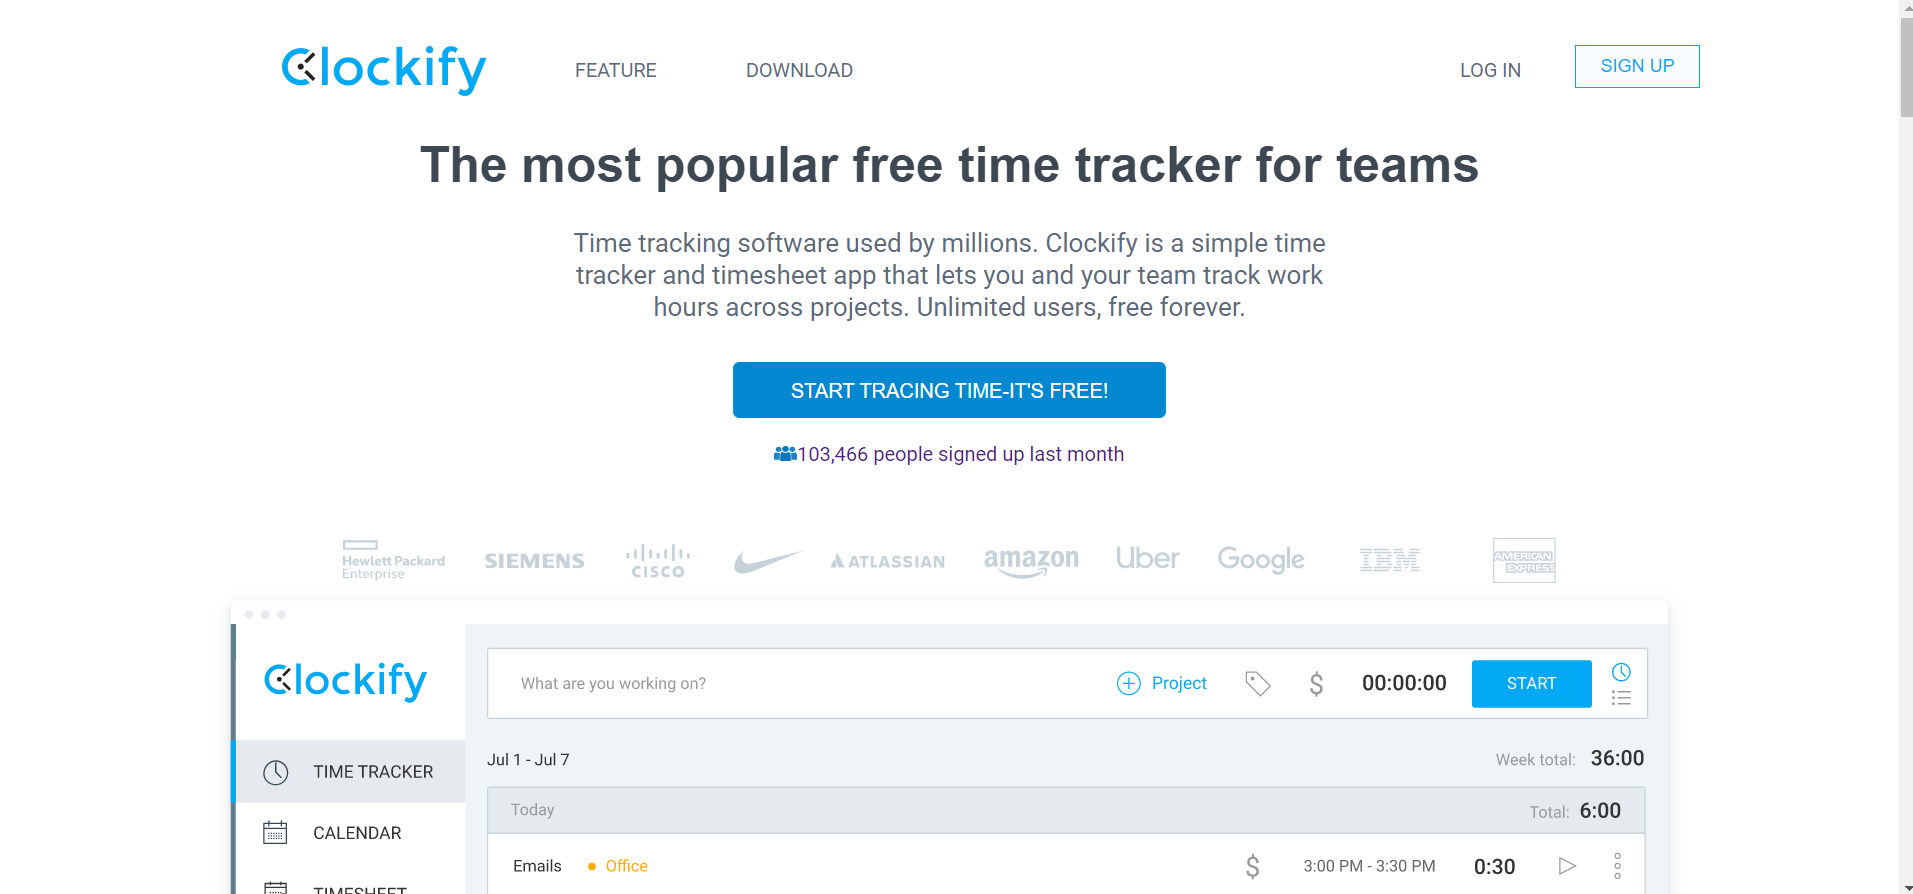 Clockify
FEATURE
DOWNLOAD
LOG IN
SIGN UP
The most popular free time tracker for teams
Time tracking software used by millions. Clockify is a simple time
tracker and timesheet app that lets you and your team track work
hours across projects. Unlimited users, free forever.
START TRACING TIME-IT'S FREE!
103,466 people signed up last month
Hewlett Packard
Enterprise
SIEMENS
CISCO
ATLASSIAN
amazon
Uber
Google
IBM
AMERICAN
EXPRESS
Clockify
What are you working on?
Project
$
00:00:00
START
TIME TRACKER
CALENDAR
TIMESHEET
Jul 1 - Jul 7
Week total: 36:00
Today
Total: 6:00
Emails
Office
$
3:00 PM - 3:30 PM
0:30